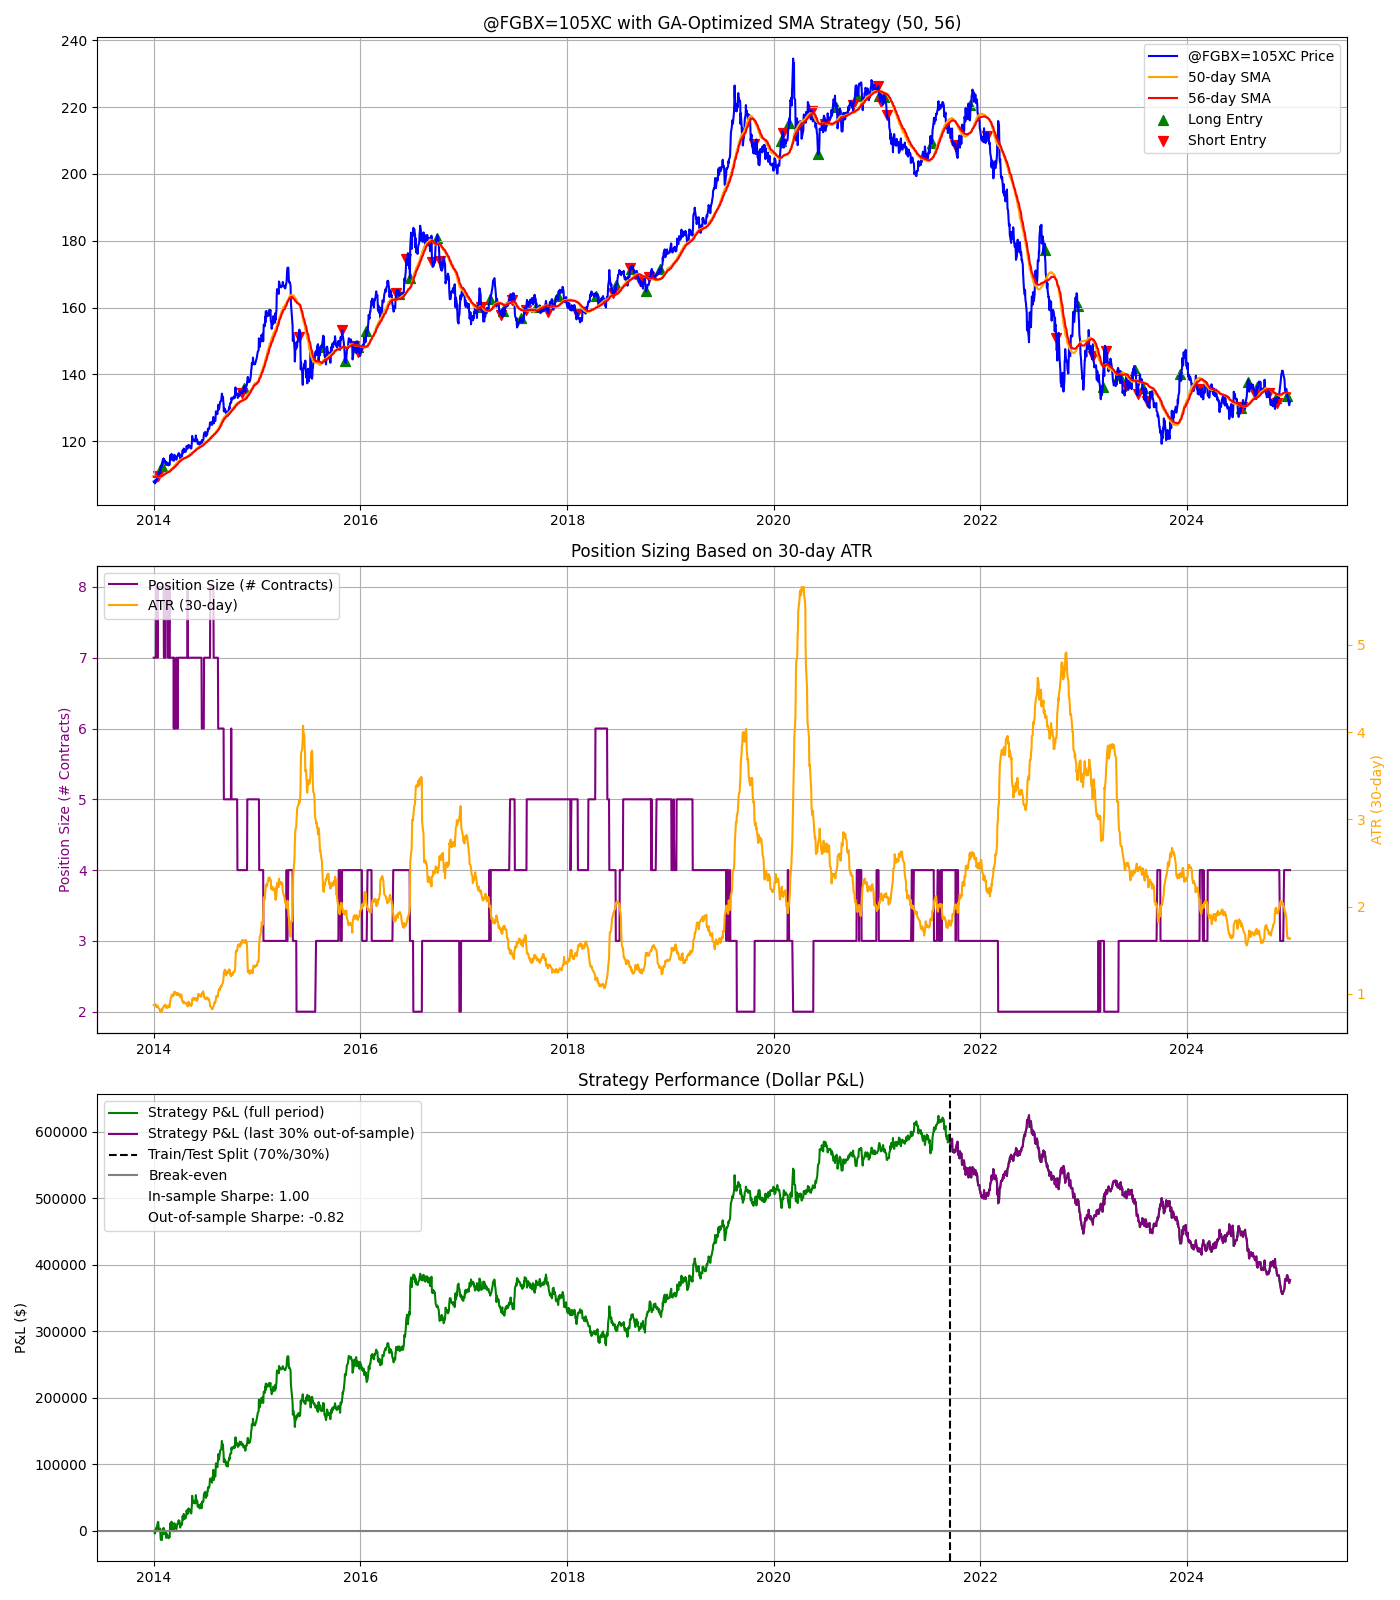 @FGBX=105XC with GA-Optimized SMA Strategy (50, 56)
240
220
200
180
160
140
120
@FGBX=105XC Price
50-day SMA
56-day SMA
Long Entry
Short Entry
2014 2016 2018 2020 2022 2024
Position Sizing Based on 30-day ATR
Position Size (# Contracts)
8
7
6
5
4
3
2
Position Size (# Contracts)
ATR (30-day)
5
4
3
2
1
ATR (30-day)
2014 2016 2018 2020 2022 2024
Strategy Performance (Dollar P&L)
P&L ($)
600000
500000
400000
300000
200000
100000
0
Strategy P&L (full period)
Strategy P&L (last 30% out-of-sample)
Train/Test Split (70%/30%)
Break-even
In-sample Sharpe: 1.00
Out-of-sample Sharpe: -0.82
2014 2016 2018 2020 2022 2024